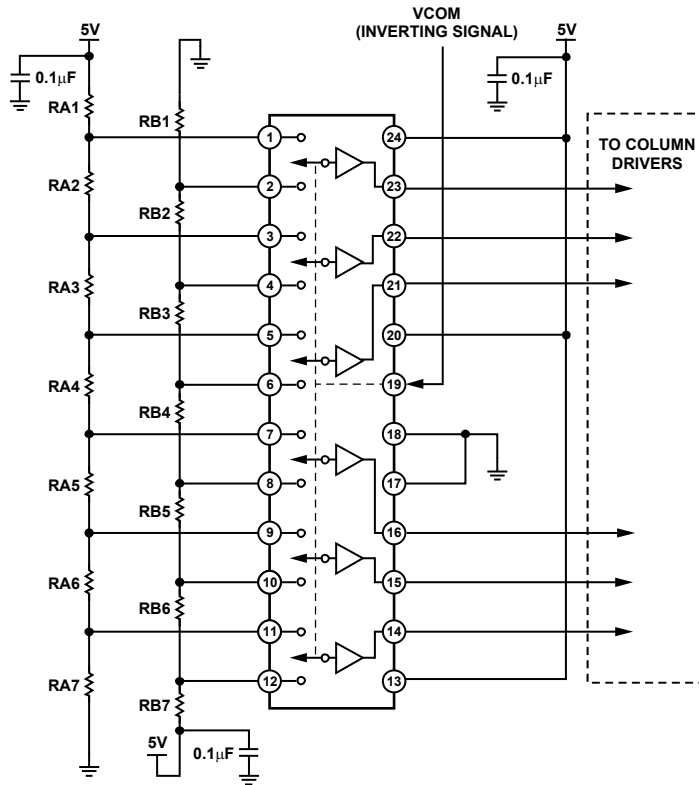 VCOM
(INVERTING SIGNAL)
5V
5V
0.1µF
0.1µF
RA1
RB1
TO COLUMN
DRIVERS
1
24
RA2
2
23
RB2
3
22
RA3
4
21
RB3
5
20
RA4
6
19
RB4
7
18
RA5
8
17
RB5
9
16
RA6
10
15
RB6
11
14
RA7
12
13
RB7
5V
0.1µF